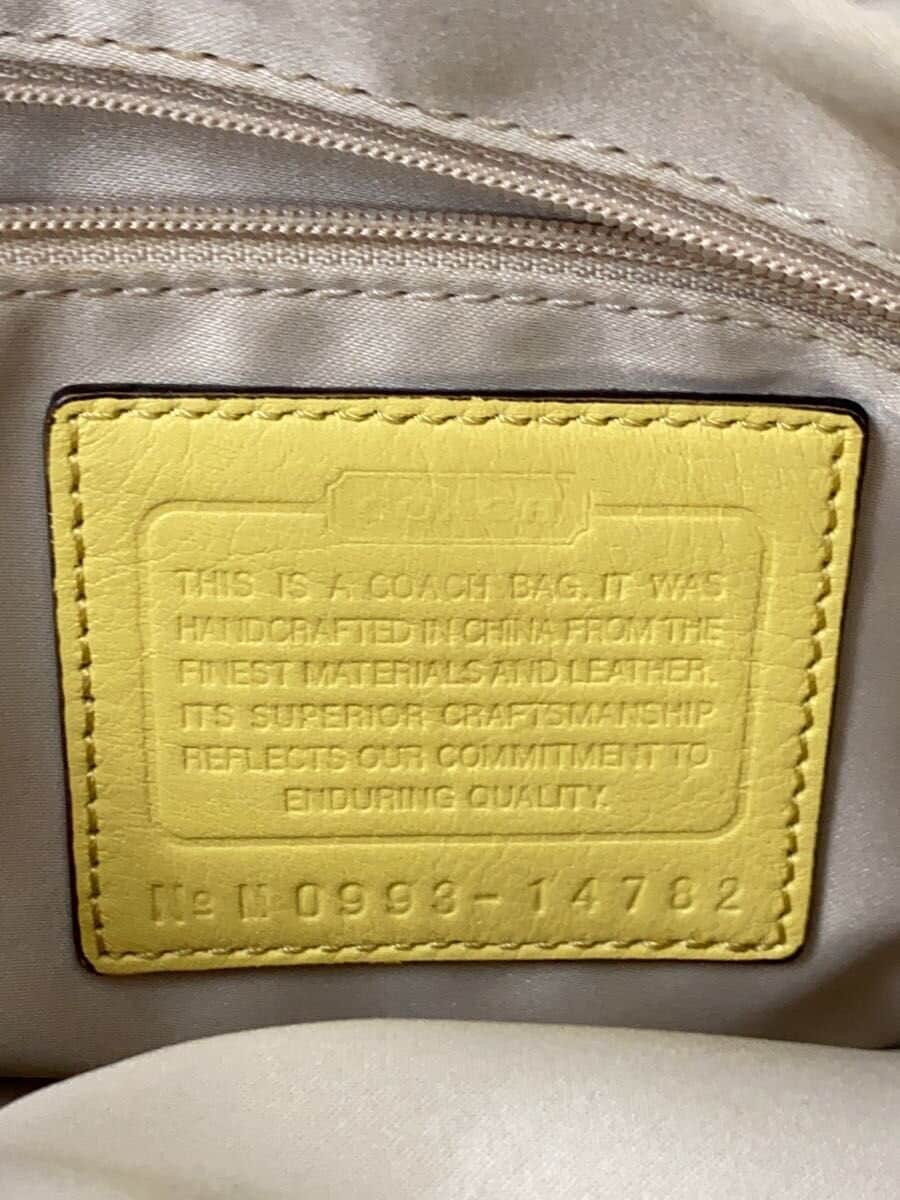 THIS IS A COACH BAG. IT WAS
HANDCRAFTED IN CHINA FROM THE
FINEST MATERIALS AND LEATHER.
ITS SUPERIOR CRAFTSMANSHIP
REFLECTS OUR COMMITMENT TO
ENDURING QUALITY.
Nº M 0993-14782